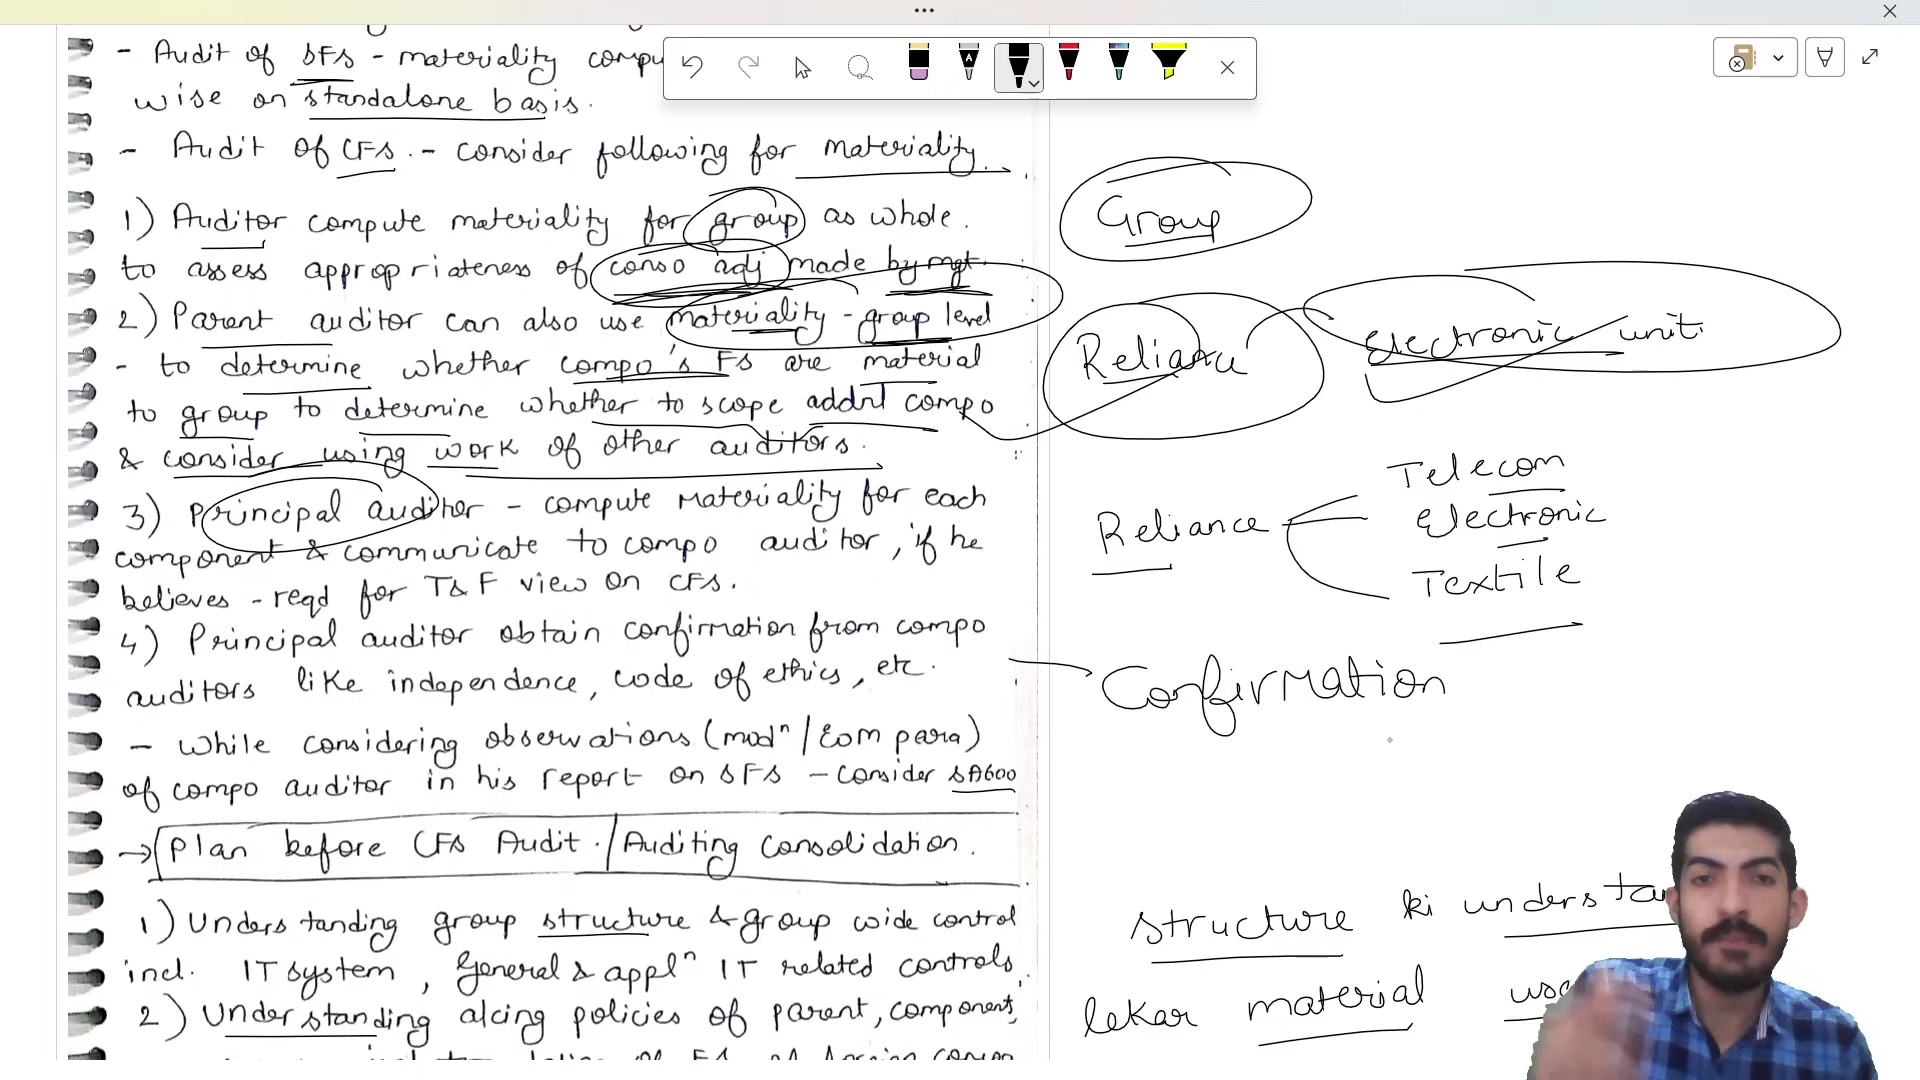 - Audit of SFS - materiality compu
wise on standalone basis.
- Audit of CFS. - consider following for materiality.
1) Auditor compute materiality for group as whole.
to assess appropriateness of conso adj made by mgt.
2) Parent auditor can also use materiality - group level
- to determine whether compo's FS are material
to group to determine whether to scope addnl compo
& consider using work of other auditors.
3) Principal auditor - compute materiality for each
component & communicate to compo auditor, if he
believes - reqd for T&F view on CFS.
4) Principal auditor obtain confirmation from compo
auditors like independence, code of ethics, etc.
- While considering observations (modⁿ/EOM para)
of compo auditor in his report on SFS - consider SA600
→ Plan before CFS Audit. / Auditing Consolidation.
1) Understanding group structure & group wide control
incl. IT system, General & applⁿ IT related controls.
2) Understanding alcing policies of parent, component,
Group
Reliance electronic unit
Reliance
Telecom
electronic
Textile
Confirmation
structure ki understa
lekar material use
A